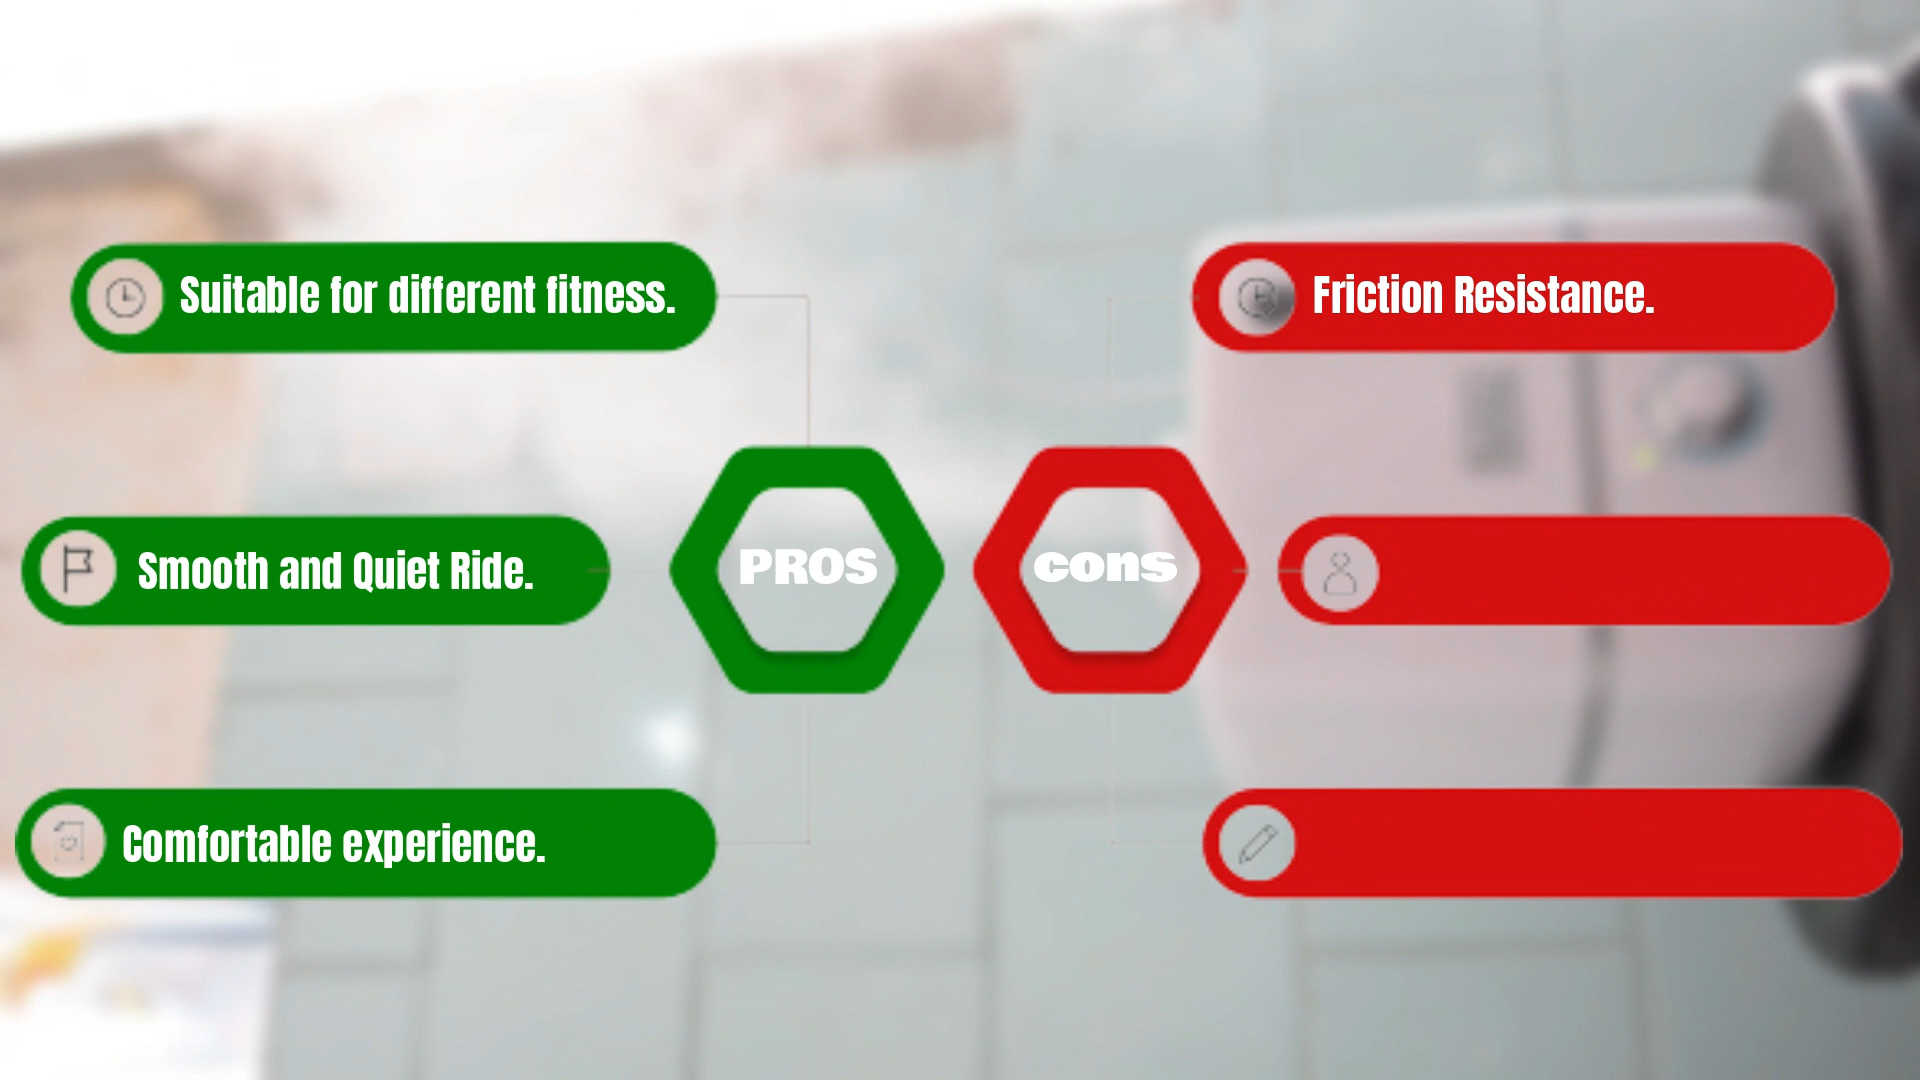 Suitable for different fitness.
Smooth and Quiet Ride.
Comfortable experience.
PROS
cons
Friction Resistance.